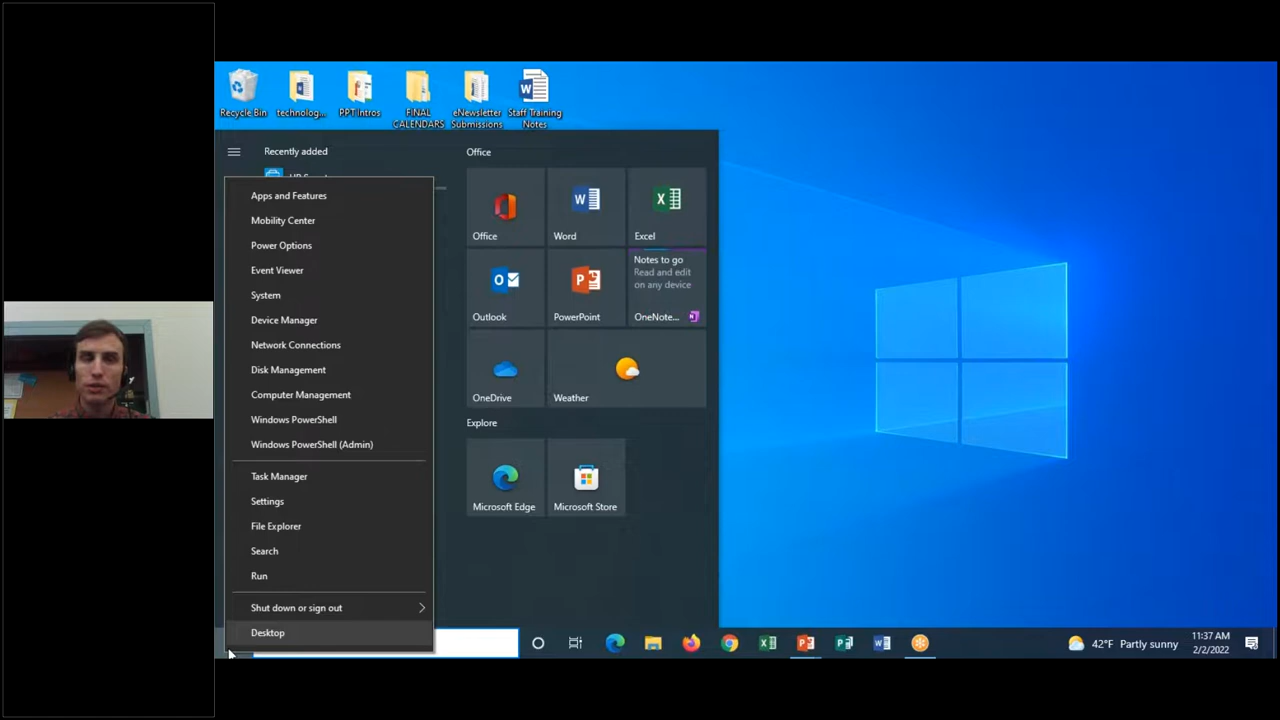 Recycle Bin
technolog...
PPT Intros
FINAL
CALENDARS
eNewsletter
Submissions
Staff Training
Notes
Recently added
Office
Apps and Features
Mobility Center
Power Options
Event Viewer
System
Device Manager
Network Connections
Disk Management
Computer Management
Windows PowerShell
Windows PowerShell (Admin)
Task Manager
Settings
File Explorer
Search
Run
Shut down or sign out
Desktop
Office
Word
Excel
Outlook
PowerPoint
Notes to go
Read and edit
on any device
OneNote...
OneDrive
Weather
Explore
Microsoft Edge
Microsoft Store
42°F Partly sunny
11:37 AM
2/2/2022